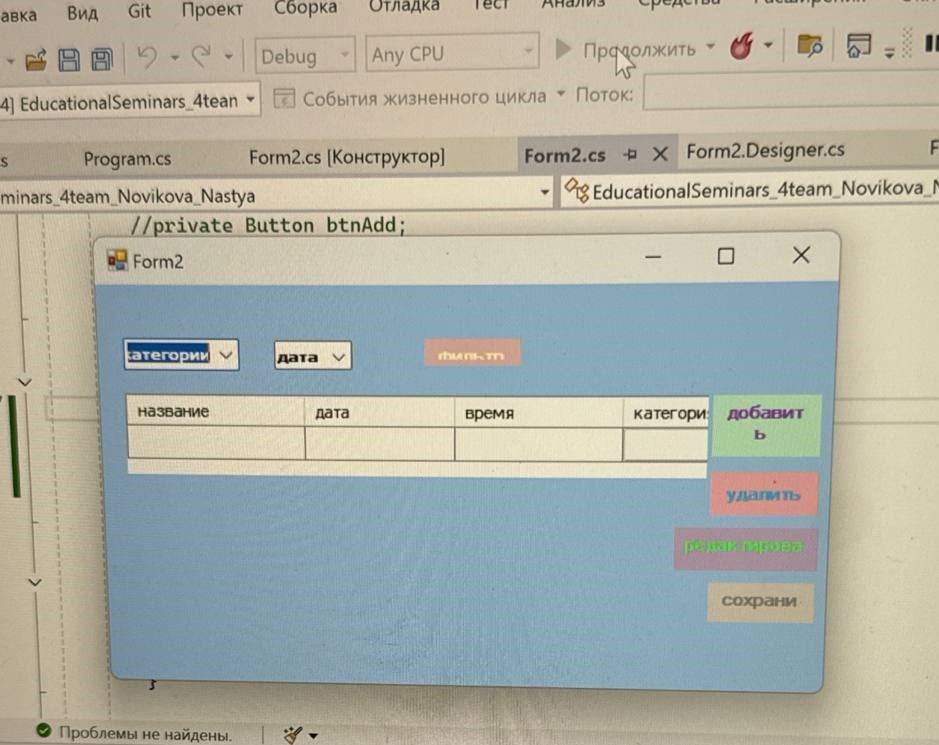 авка Вид Git Проект Сборка Отладка Тест Анализ Средства
Debug Any CPU Продолжить
4] EducationalSeminars_4tean События жизненного цикла Поток:
s Program.cs Form2.cs [Конструктор] Form2.cs Form2.Designer.cs F
minars_4team_Novikova_Nastya EducationalSeminars_4team_Novikova_N
//private Button btnAdd;
Form2
атегории дата
название дата время категори
добавит
ь
удалить
редактирова
сохрани
}
Проблемы не найдены.